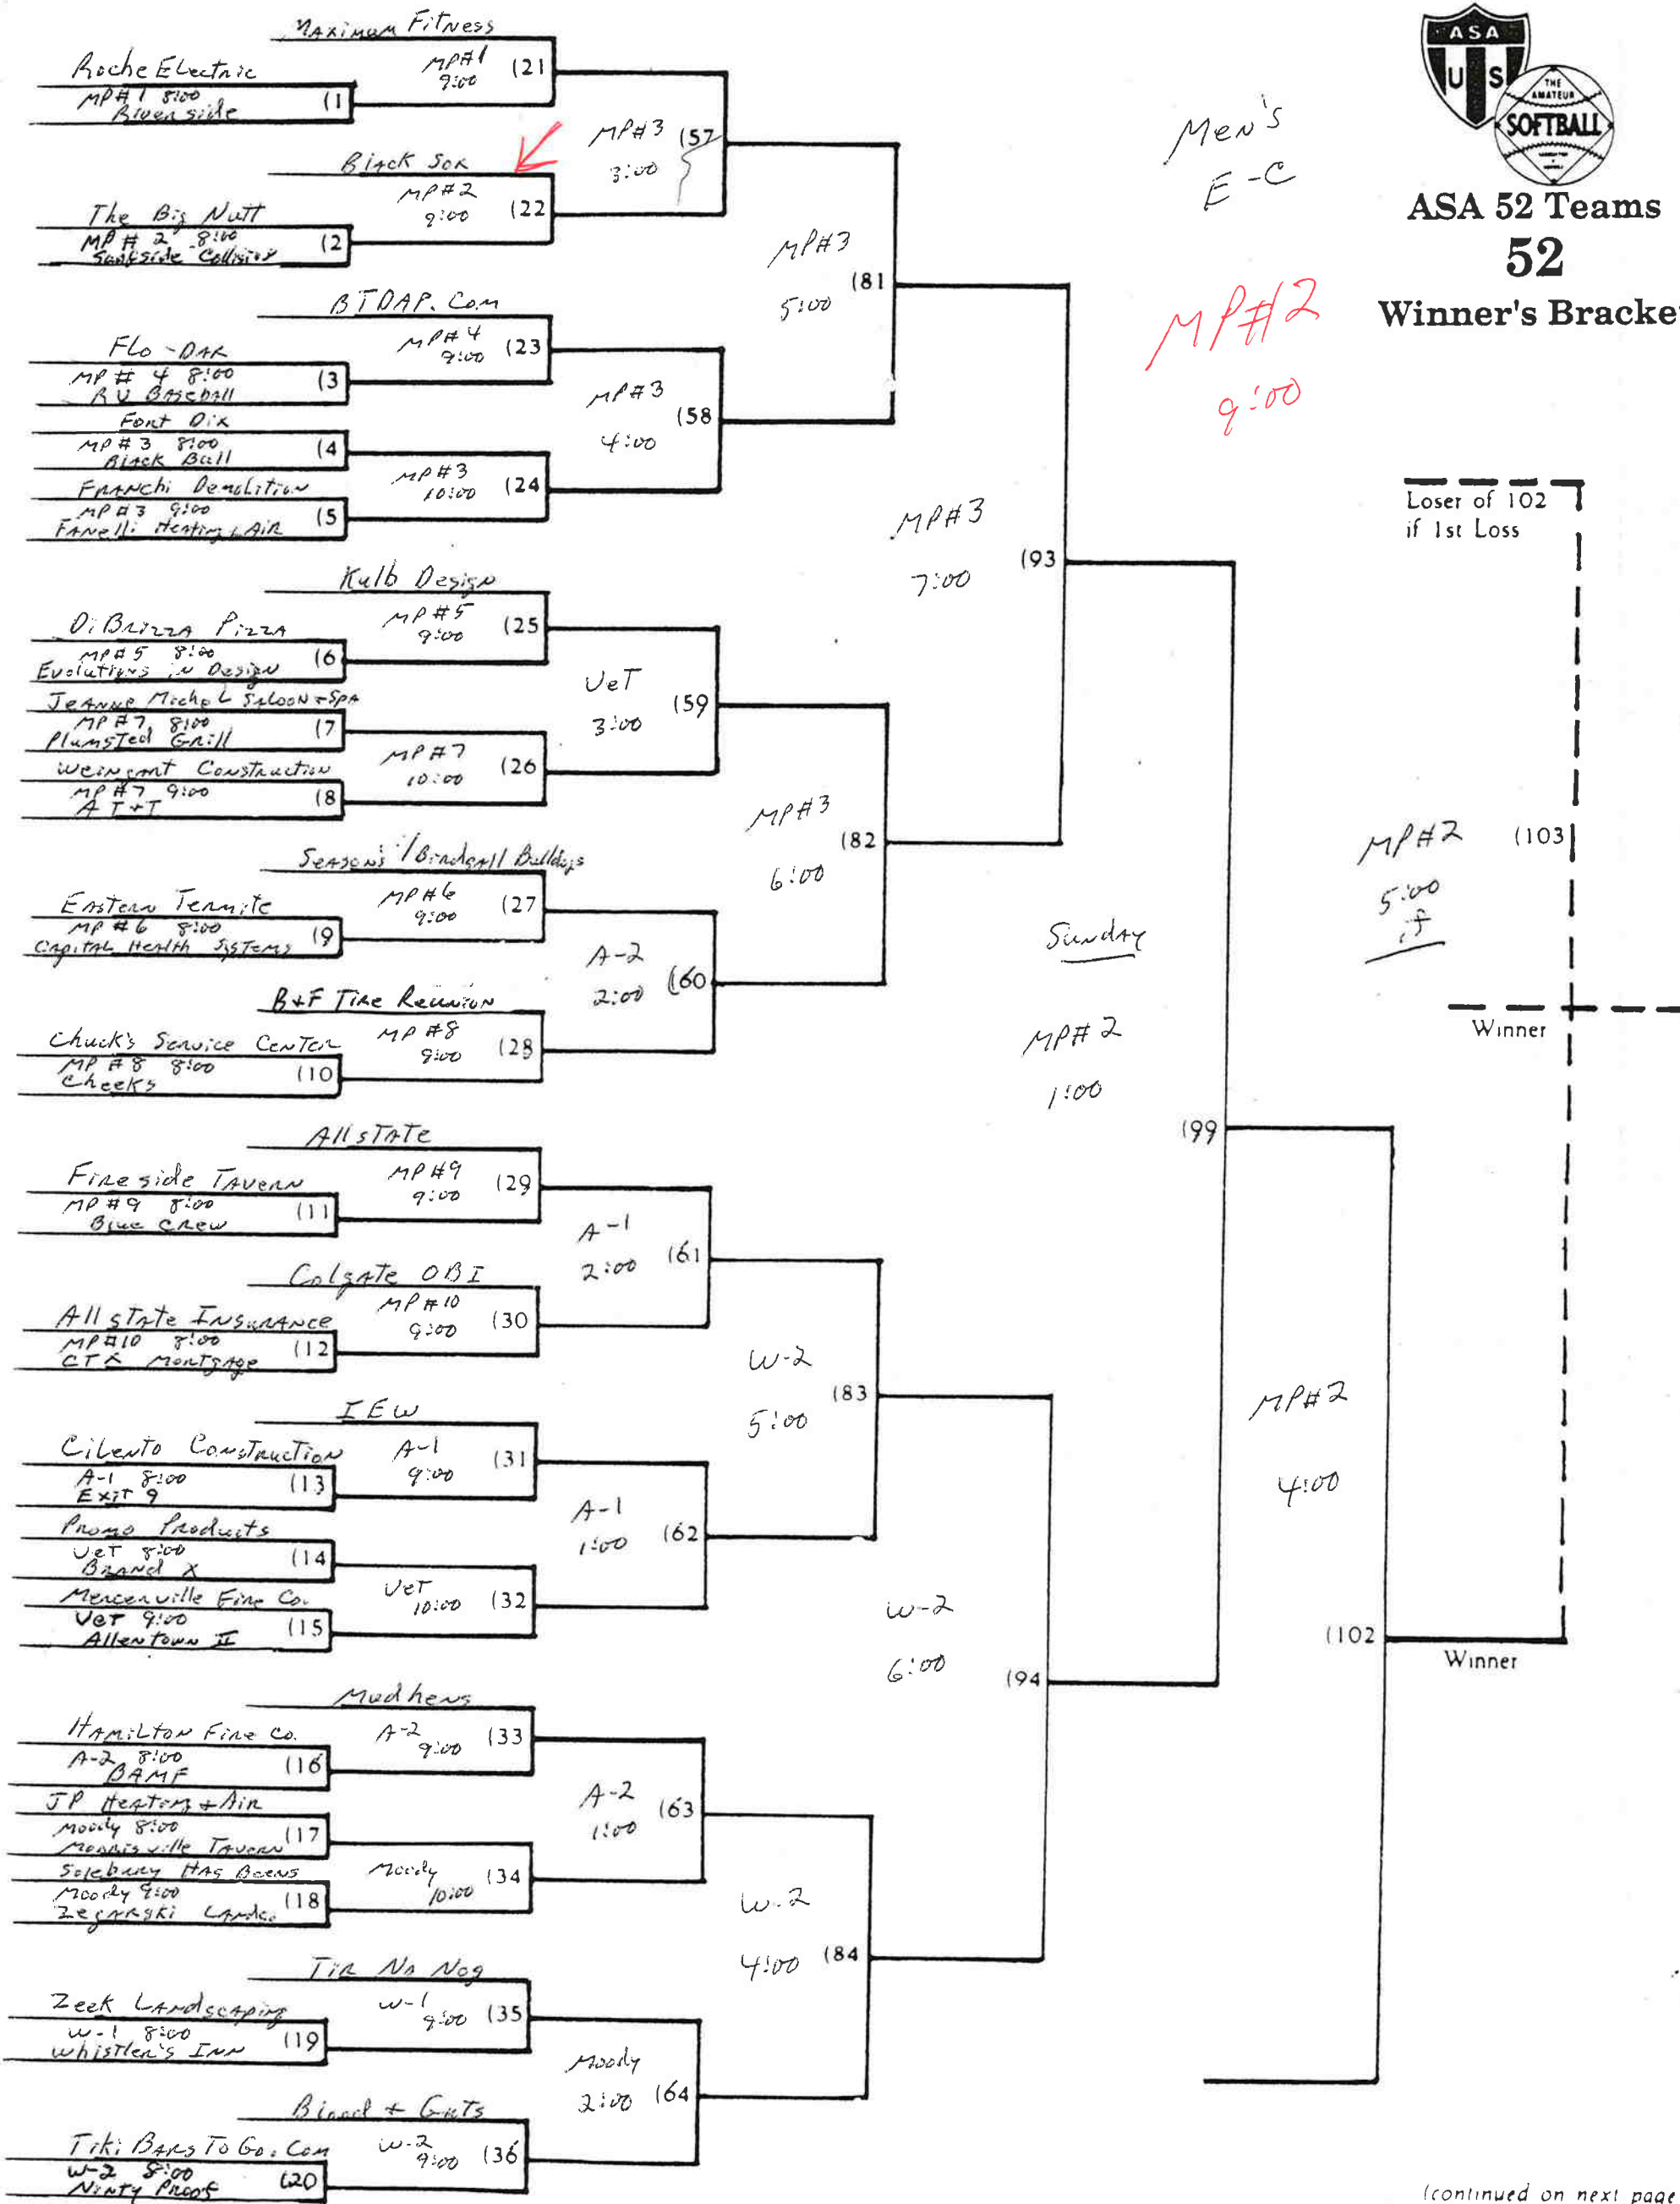 Maximum Fitness
Roche Electric
MP#1 8:00 (1
Riverside
MP#1
9:00 (21
Black Sox
MP#2
9:00 (22
The Big Nutt
MP # 2 8:00 (2
Collision
MP#3 (57
3:00
BTDAP.Com
MP#4
9:00 (23
Flo-Dar
MP # 4 8:00 (3
RU Baseball
Fort Dix
MP # 3 8:00 (4
Black Ball
Franchi Demolition
MP #3 9:00 (5
Fanelli Heating & Air
MP#3
10:00 (24
MP#3
4:00 (58
MP#3
5:00 (81
Kulb Design
MP#5
9:00 (25
DiBrizza Pizza
MP#5 8:00 (6
Evolutions in Design
Jeanne Michel Saloon + Spa
MP#7 8:00 (7
Plumsted Grill
Weingart Construction
MP#7 9:00 (8
AT+T
MP#7
10:00 (26
Vet
3:00 (59
Season's / Bulldogs
MP#6
9:00 (27
Eastern Termite
MP #6 8:00 (9
Capital Health Systems
B+F Tire Reunion
MP#8
9:00 (28
Chuck's Service Center
MP #8 8:00 (10
Cheeks
A-2
2:00 (60
MP#3
6:00 (82
MP#3
7:00 (93
Allstate
MP#9
9:00 (29
Fireside Tavern
MP #9 8:00 (11
Blue Crew
Colgate OBI
MP#10
9:00 (30
Allstate Insurance
MP#10 8:00 (12
CTX Mortgage
A-1
2:00 (61
IEW
A-1
9:00 (31
Cilento Construction
A-1 8:00 (13
Exit 9
Promo Products
Vet 8:00 (14
Brand X
Mercerville Fire Co.
Vet 9:00 (15
Allentown II
Vet
10:00 (32
A-1
1:00 (62
W-2
5:00 (83
Mudhens
A-2
9:00 (33
Hamilton Fire Co.
A-2 8:00 (16
BAMF
JP Heating + Air
Moody 8:00 (17
Morrisville Tavern
Solebury Has Beens
Moody 9:00 (18
Zegarski Landsc.
Moody
10:00 (34
A-2
1:00 (63
Tir Na Nog
W-1
9:00 (35
Zeek Landscaping
W-1 8:00 (19
Whistler's Inn
Blood + Guts
W-2
9:00 (36
Tiki Bars To Go.Com
W-2 8:00 (20
Ninty Proof
Moody
2:00 (64
W-2
4:00 (84
W-2
6:00 (94
Sunday
MP#2
1:00
(99
MP#2
4:00
(102
Winner
MP#2 (103
5:00
if
Winner
Loser of 102
if 1st Loss
Men's
E-C
MP#2
9:00
ASA
US
THE
AMATEUR
SOFTBALL
ASA 52 Teams
52
Winner's Bracket
(continued on next page